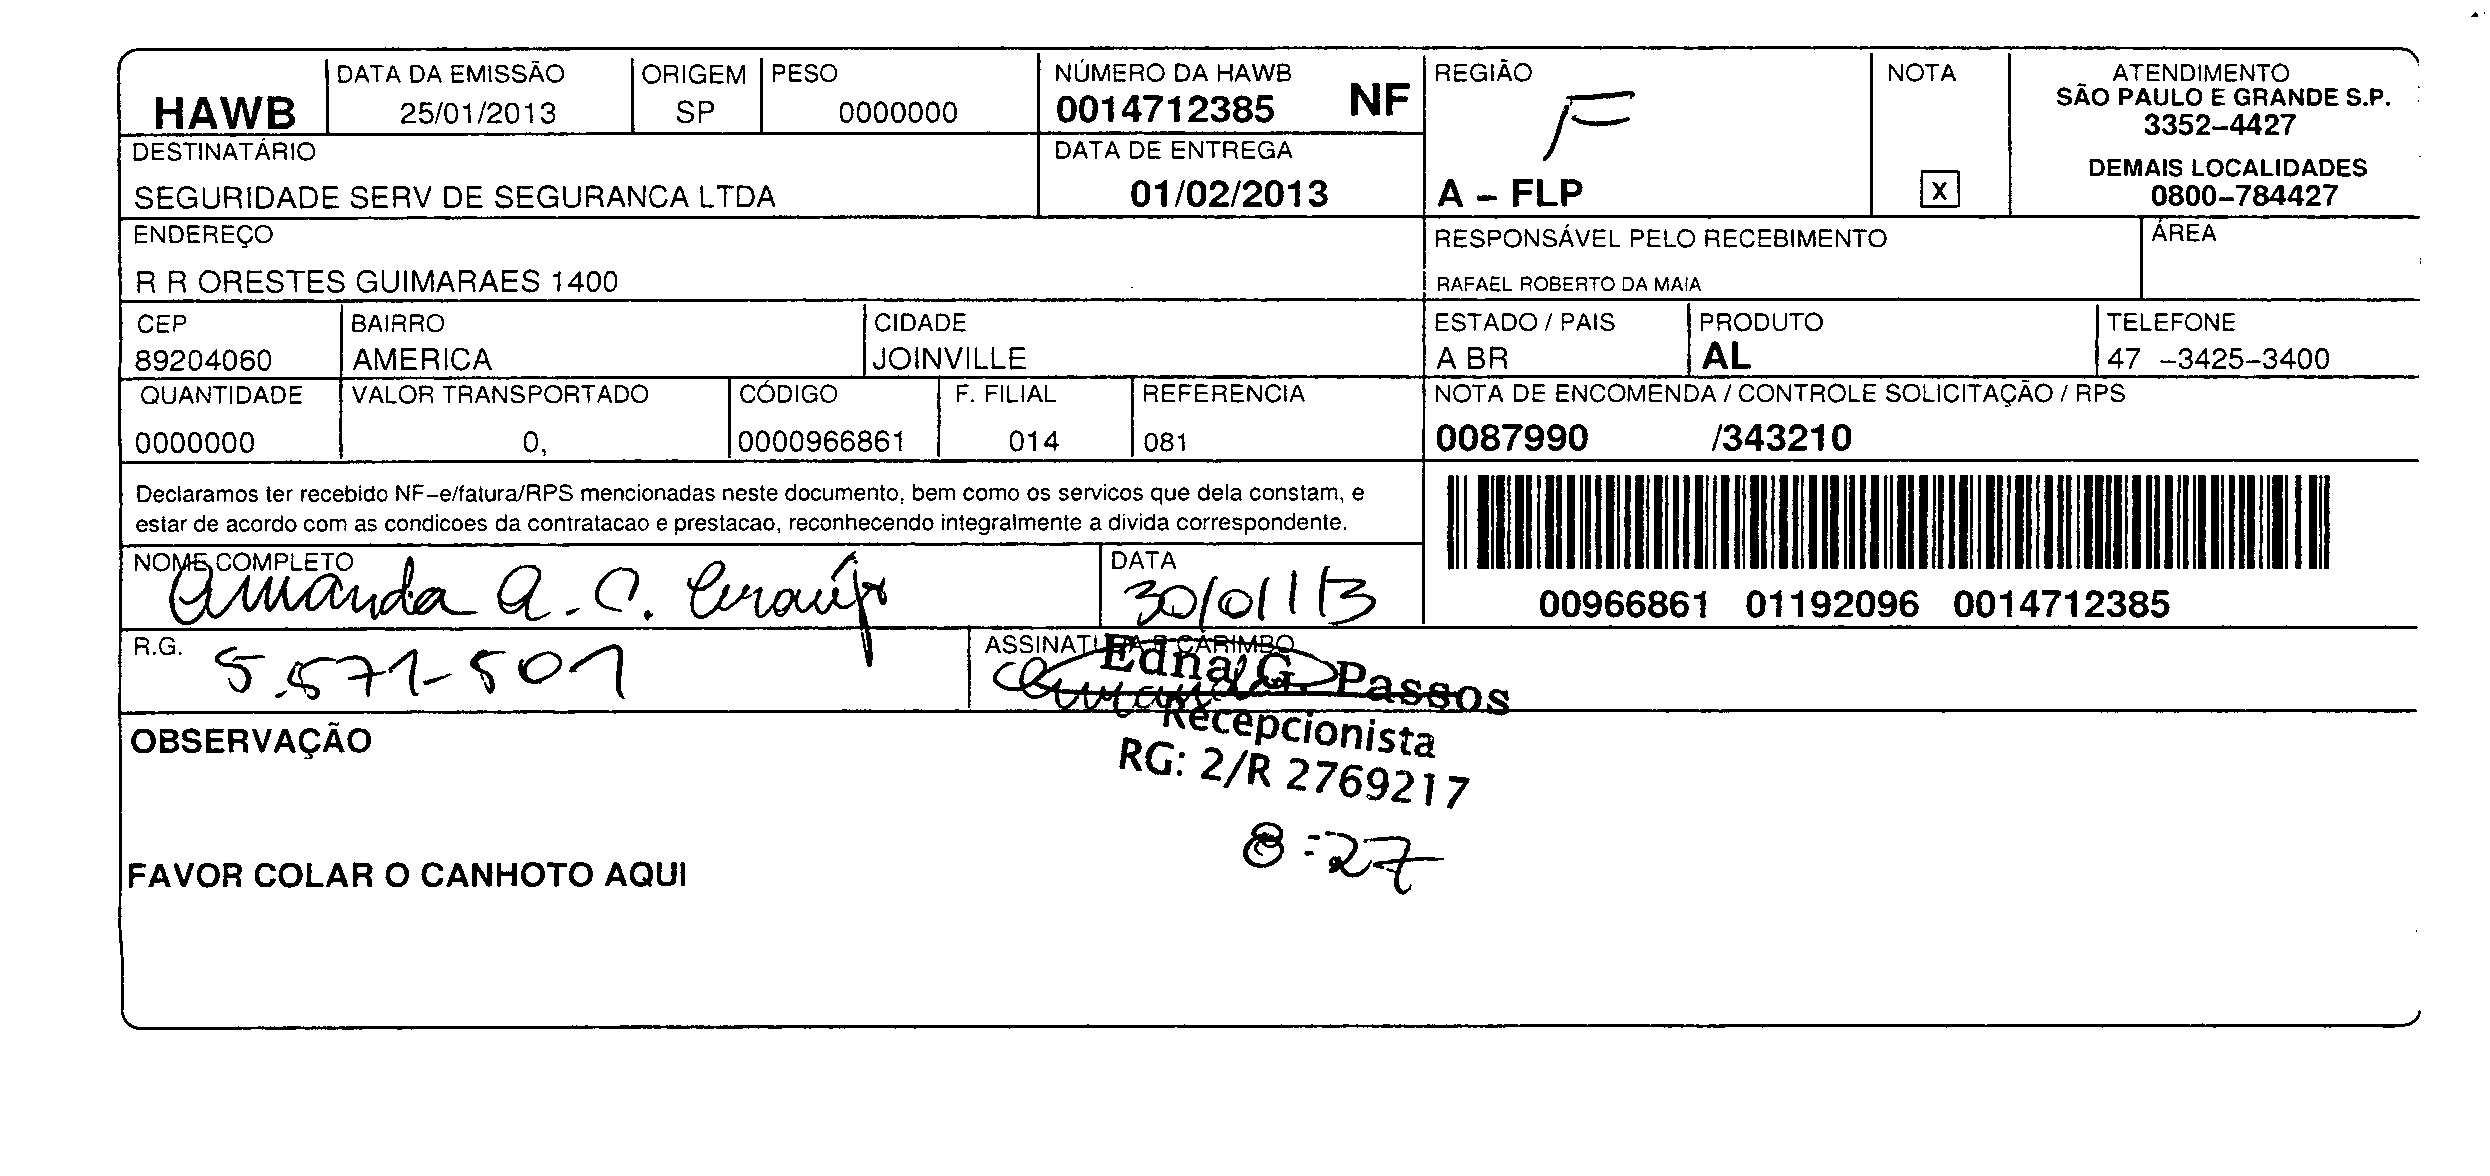 HAWB
DATA DA EMISSÃO
25/01/2013
ORIGEM
SP
PESO
0000000
NÚMERO DA HAWB
0014712385 NF
REGIÃO
F
A – FLP
NOTA
X
ATENDIMENTO
SÃO PAULO E GRANDE S.P.
3352–4427
DEMAIS LOCALIDADES
0800–784427
DESTINATÁRIO
SEGURIDADE SERV DE SEGURANCA LTDA
DATA DE ENTREGA
01/02/2013
ENDEREÇO
R R ORESTES GUIMARAES 1400
RESPONSÁVEL PELO RECEBIMENTO
RAFAEL ROBERTO DA MAIA
ÁREA
CEP
89204060
BAIRRO
AMERICA
CIDADE
JOINVILLE
ESTADO / PAIS
A BR
PRODUTO
AL
TELEFONE
47 –3425–3400
QUANTIDADE
0000000
VALOR TRANSPORTADO
0,
CÓDIGO
0000966861
F. FILIAL
014
REFERENCIA
081
NOTA DE ENCOMENDA / CONTROLE SOLICITAÇÃO / RPS
0087990 /343210
Declaramos ter recebido NF–e/fatura/RPS mencionadas neste documento, bem como os servicos que dela constam, e
estar de acordo com as condicoes da contratacao e prestacao, reconhecendo integralmente a divida correspondente.
00966861 01192096 0014712385
NOME COMPLETO
Amanda A. C. Araújo
DATA
30/01/13
R.G.
5.571-501
ASSINATURA E CARIMBO
Amanda
Edna G. Passos
Recepcionista
RG: 2/R 2769217
8:27
OBSERVAÇÃO
FAVOR COLAR O CANHOTO AQUI